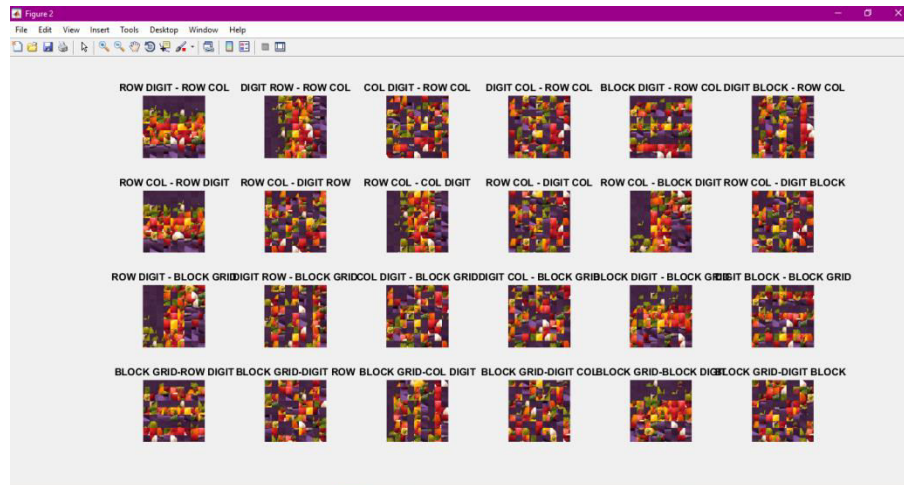 Figure 2
File Edit View Insert Tools Desktop Window Help
ROW DIGIT - ROW COL DIGIT ROW - ROW COL COL DIGIT - ROW COL DIGIT COL - ROW COL BLOCK DIGIT - ROW COL DIGIT BLOCK - ROW COL
ROW COL - ROW DIGIT ROW COL - DIGIT ROW ROW COL - COL DIGIT ROW COL - DIGIT COL ROW COL - BLOCK DIGIT ROW COL - DIGIT BLOCK
ROW DIGIT - BLOCK GRID DIGIT ROW - BLOCK GRID COL DIGIT - BLOCK GRID DIGIT COL - BLOCK GRID BLOCK DIGIT - BLOCK GRID DIGIT BLOCK - BLOCK GRID
BLOCK GRID-ROW DIGIT BLOCK GRID-DIGIT ROW BLOCK GRID-COL DIGIT BLOCK GRID-DIGIT COL BLOCK GRID-BLOCK DIGIT BLOCK GRID-DIGIT BLOCK